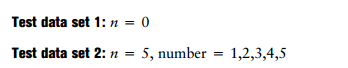 Test data set 1: n = 0
Test data set 2: n = 5, number = 1,2,3,4,5